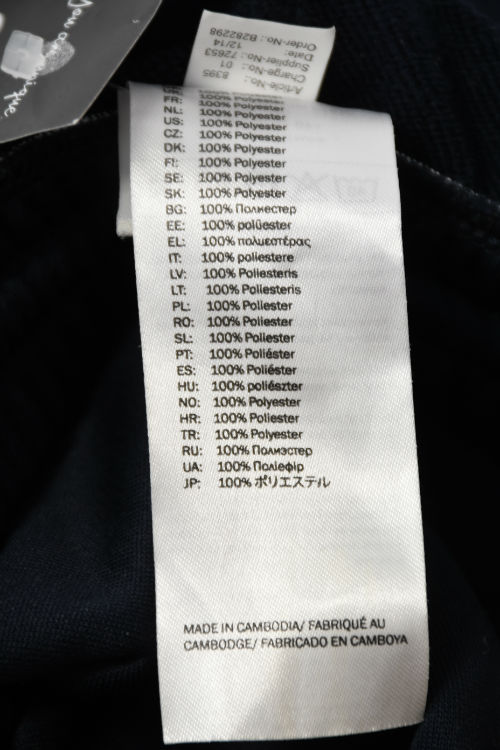 You are unique
Article-No.: 8395
Charge-No.: 01
Supplier-No.: 72653
Date: 12/14
Order-No.: B2282298
FR: 100% Polyester
NL: 100% Polyester
US: 100% Polyester
CZ: 100% Polyester
DK: 100% Polyester
FI: 100% Polyester
SE: 100% Polyester
SK: 100% Polyester
BG: 100% Полиестер
EE: 100% polüester
EL: 100% πολυεστέρας
IT: 100% poliestere
LV: 100% Poliesteris
LT: 100% Poliesteris
PL: 100% Poliester
RO: 100% Poliester
SL: 100% Poliester
PT: 100% Poliéster
ES: 100% Poliéster
HU: 100% poliészter
NO: 100% Polyester
HR: 100% Poliester
TR: 100% Polyester
RU: 100% Полиэстер
UA: 100% Поліефір
JP: 100% ポリエステル
MADE IN CAMBODIA/ FABRIQUÉ AU
CAMBODGE/ FABRICADO EN CAMBOYA